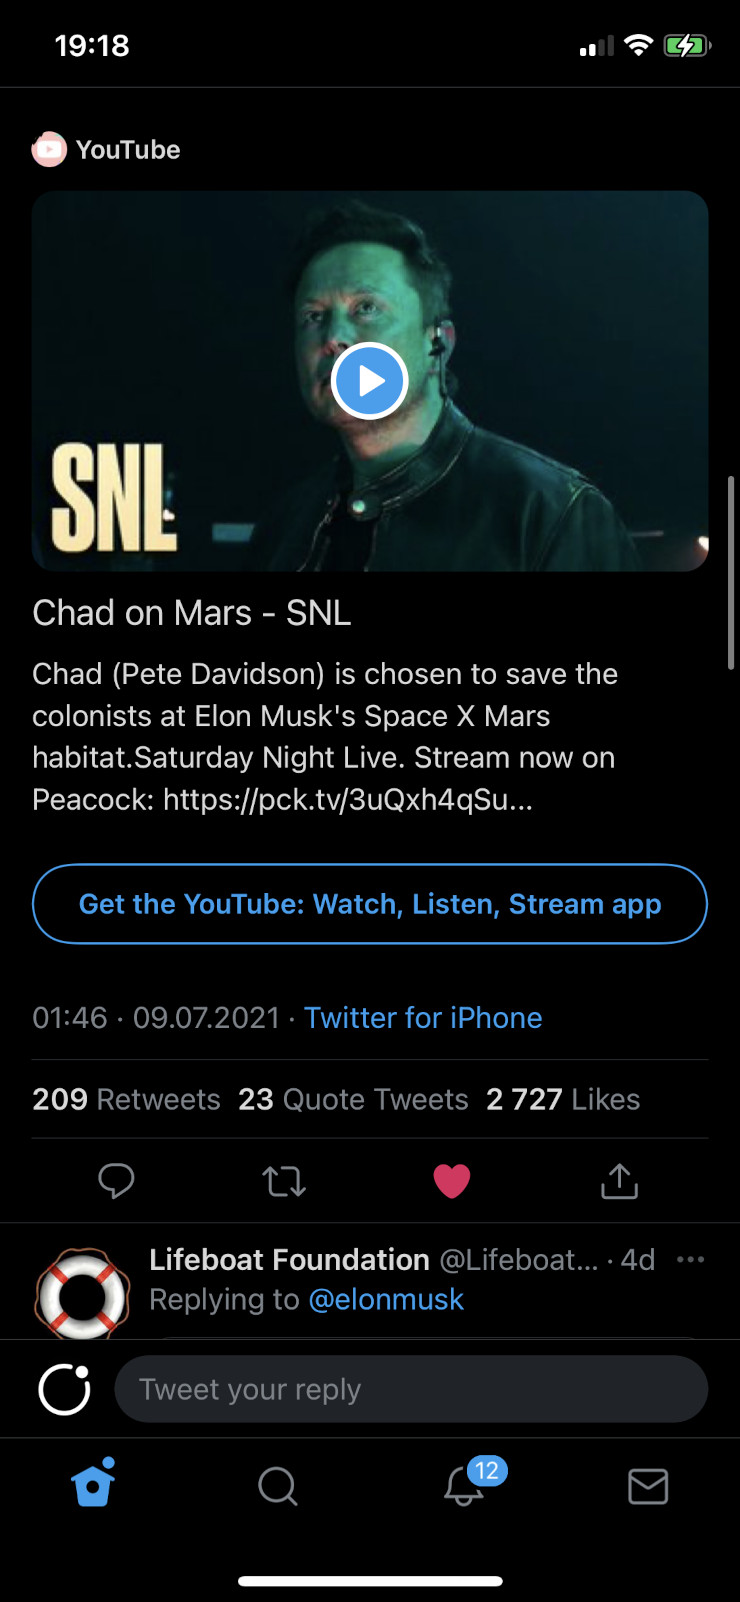 19:18
YouTube
SNL
Chad on Mars - SNL
Chad (Pete Davidson) is chosen to save the
colonists at Elon Musk's Space X Mars
habitat.Saturday Night Live. Stream now on
Peacock: https://pck.tv/3uQxh4qSu...
Get the YouTube: Watch, Listen, Stream app
01:46 · 09.07.2021 · Twitter for iPhone
209 Retweets 23 Quote Tweets 2 727 Likes
Lifeboat Foundation @Lifeboat... · 4d
Replying to @elonmusk
Tweet your reply
12